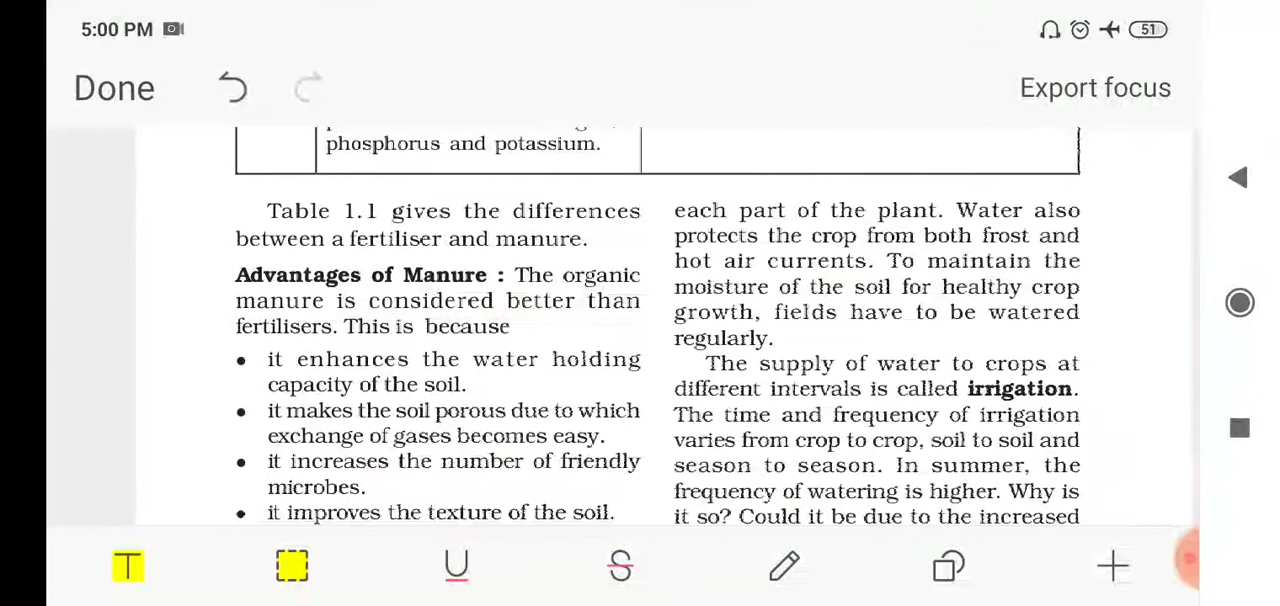 5:00 PM
51
Done
Export focus
phosphorus and potassium.
Table 1.1 gives the differences
between a fertiliser and manure.
Advantages of Manure : The organic
manure is considered better than
fertilisers. This is because
• it enhances the water holding
capacity of the soil.
• it makes the soil porous due to which
exchange of gases becomes easy.
• it increases the number of friendly
microbes.
• it improves the texture of the soil.
each part of the plant. Water also
protects the crop from both frost and
hot air currents. To maintain the
moisture of the soil for healthy crop
growth, fields have to be watered
regularly.
The supply of water to crops at
different intervals is called irrigation.
The time and frequency of irrigation
varies from crop to crop, soil to soil and
season to season. In summer, the
frequency of watering is higher. Why is
it so? Could it be due to the increased
T
U
S